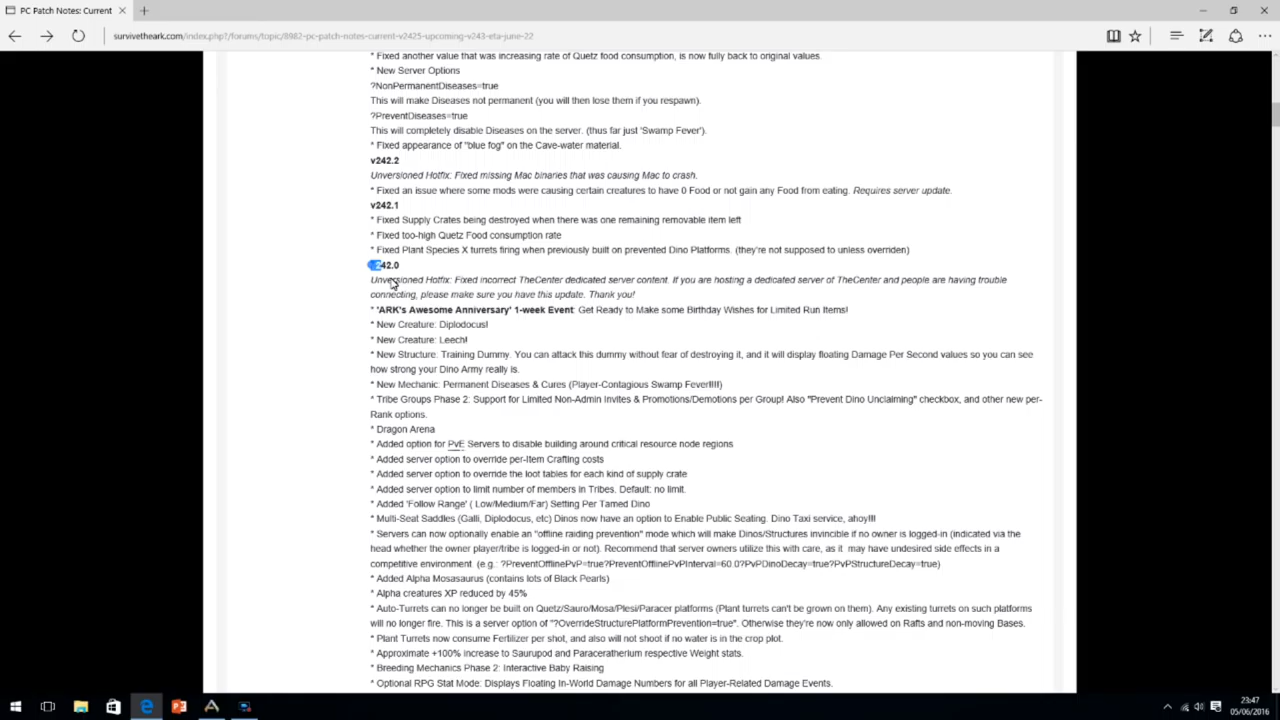 PC Patch Notes: Current
survivetheark.com/index.php?/forums/topic/8982-pc-patch-notes-current-v2425-upcoming-v243-eta-june-22
* Fixed another value that was increasing rate of Quetz food consumption, is now fully back to original values.
* New Server Options
?NonPermanentDiseases=true
This will make Diseases not permanent (you will then lose them if you respawn).
?PreventDiseases=true
This will completely disable Diseases on the server. (thus far just 'Swamp Fever').
* Fixed appearance of "blue fog" on the Cave-water material.
v242.2
Unversioned Hotfix: Fixed missing Mac binaries that was causing Mac to crash.
* Fixed an issue where some mods were causing certain creatures to have 0 Food or not gain any Food from eating. Requires server update.
v242.1
* Fixed Supply Crates being destroyed when there was one remaining removable item left
* Fixed too-high Quetz Food consumption rate
* Fixed Plant Species X turrets firing when previously built on prevented Dino Platforms. (they're not supposed to unless overriden)
v242.0
Unversioned Hotfix: Fixed incorrect TheCenter dedicated server content. If you are hosting a dedicated server of TheCenter and people are having trouble
connecting, please make sure you have this update. Thank you!
* 'ARK's Awesome Anniversary' 1-week Event: Get Ready to Make some Birthday Wishes for Limited Run Items!
* New Creature: Diplodocus!
* New Creature: Leech!
* New Structure. Training Dummy. You can attack this dummy without fear of destroying it, and it will display floating Damage Per Second values so you can see
how strong your Dino Army really is.
* New Mechanic: Permanent Diseases & Cures (Player-Contagious Swamp Fever!!!!)
* Tribe Groups Phase 2: Support for Limited Non-Admin Invites & Promotions/Demotions per Group! Also "Prevent Dino Unclaiming" checkbox, and other new per-
Rank options.
* Dragon Arena
* Added option for PvE Servers to disable building around critical resource node regions
* Added server option to override per-Item Crafting costs
* Added server option to override the loot tables for each kind of supply crate
* Added server option to limit number of members in Tribes. Default: no limit.
* Added 'Follow Range' ( Low/Medium/Far) Setting Per Tamed Dino
* Multi-Seat Saddles (Galli, Diplodocus, etc) Dinos now have an option to Enable Public Seating. Dino Taxi service, ahoy!!!
* Servers can now optionally enable an "offline raiding prevention" mode which will make Dinos/Structures invincible if no owner is logged-in (indicated via the
head whether the owner player/tribe is logged-in or not). Recommend that server owners utilize this with care, as it may have undesired side effects in a
competitive environment. (e.g.: ?PreventOfflinePvP=true?PreventOfflinePvPInterval=60.0?PvPDinoDecay=true?PvPStructureDecay=true)
* Added Alpha Mosasaurus (contains lots of Black Pearls)
* Alpha creatures XP reduced by 45%
* Auto-Turrets can no longer be built on Quetz/Sauro/Mosa/Plesi/Paracer platforms (Plant turrets can't be grown on them). Any existing turrets on such platforms
will no longer fire. This is a server option of "?OverrideStructurePlatformPrevention=true". Otherwise they're now only allowed on Rafts and non-moving Bases.
* Plant Turrets now consume Fertilizer per shot, and also will not shoot if no water is in the crop plot.
* Approximate +100% increase to Sauropud and Paraceratherium respective Weight stats.
* Breeding Mechanics Phase 2: Interactive Baby Raising
* Optional RPG Stat Mode: Displays Floating In-World Damage Numbers for all Player-Related Damage Events.
23:47
05/06/2016